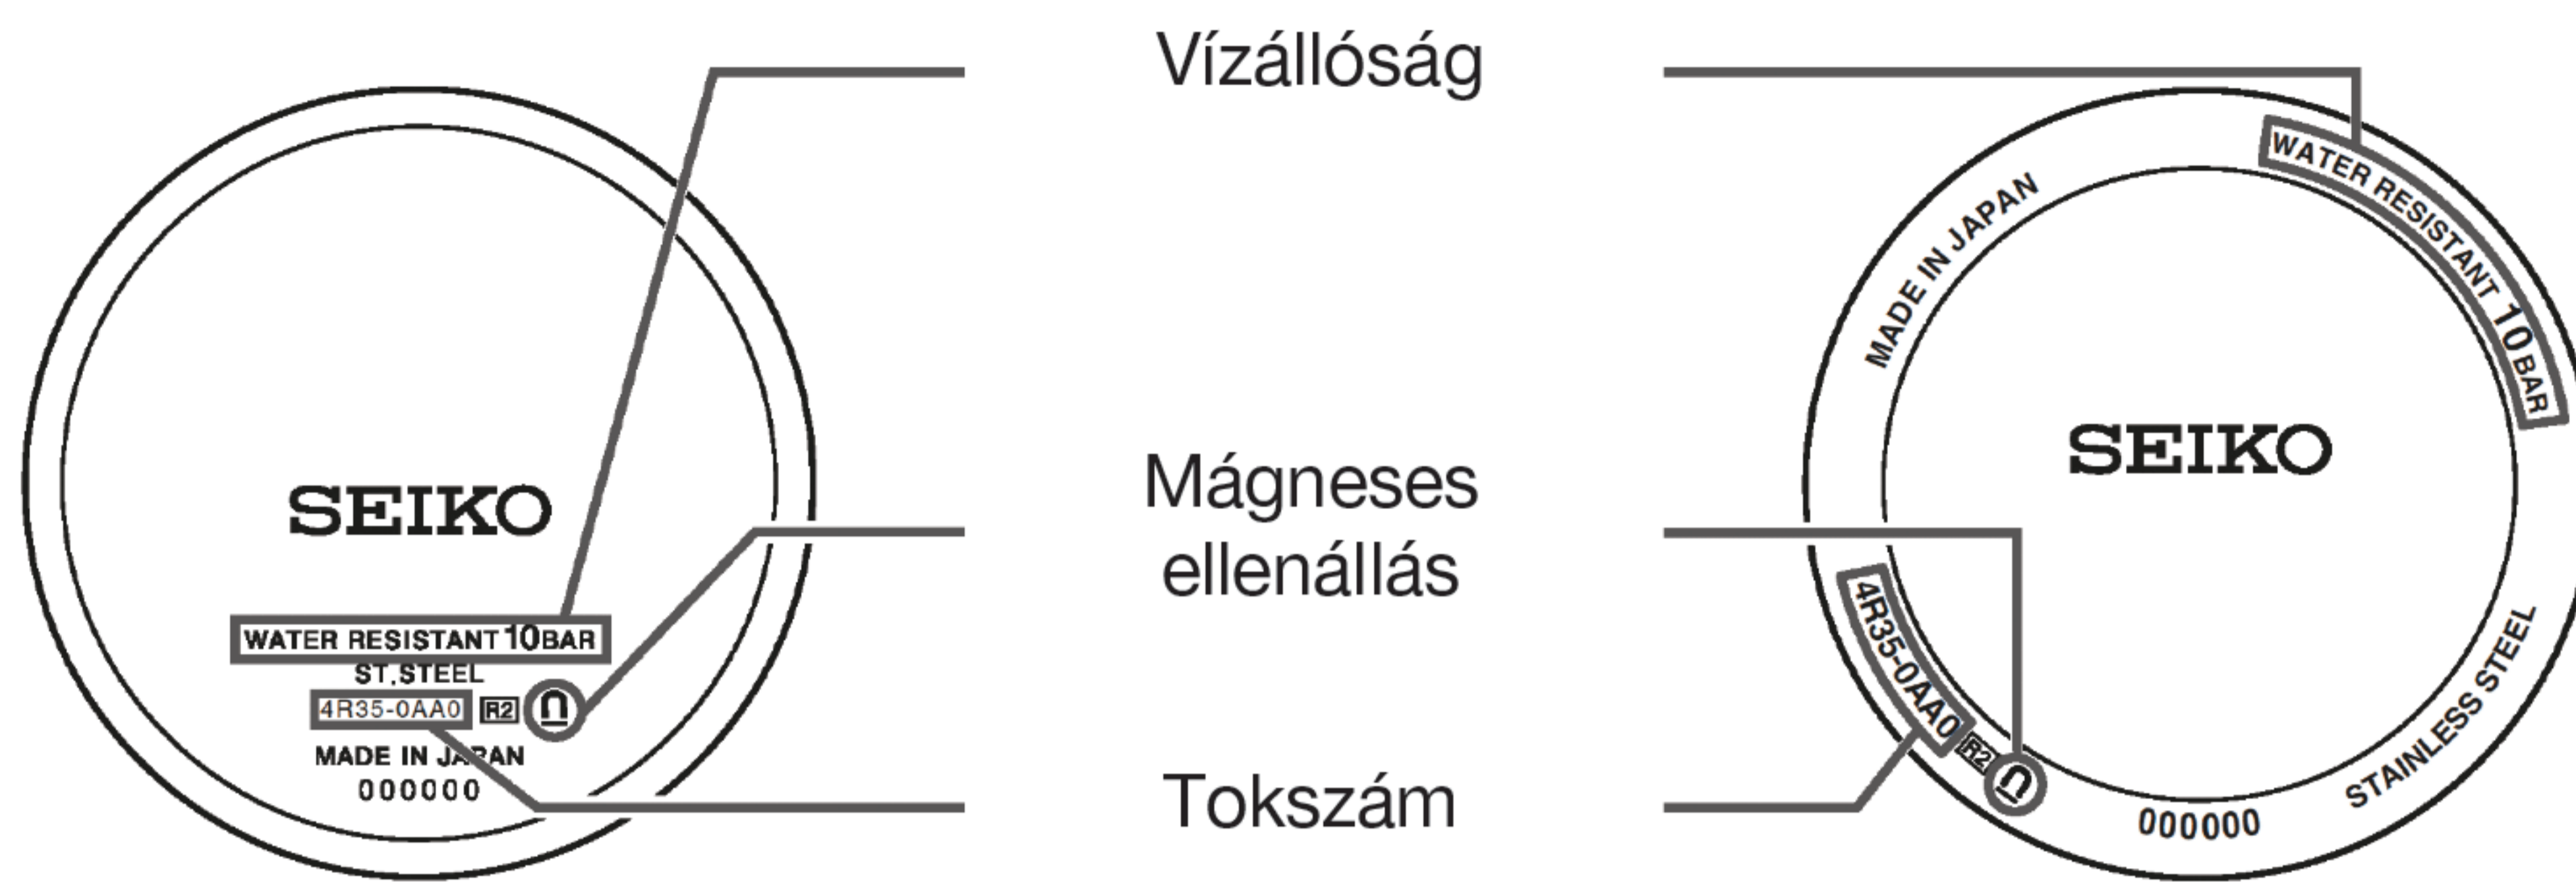 Vízállóság
Mágneses
ellenállás
Tokszám
SEIKO
WATER RESISTANT 10BAR
ST.STEEL
4R35-0AA0 R2
MADE IN JAPAN
000000
MADE IN JAPAN
WATER RESISTANT 10BAR
SEIKO
4R35-0AA0 R2
000000
STAINLESS STEEL